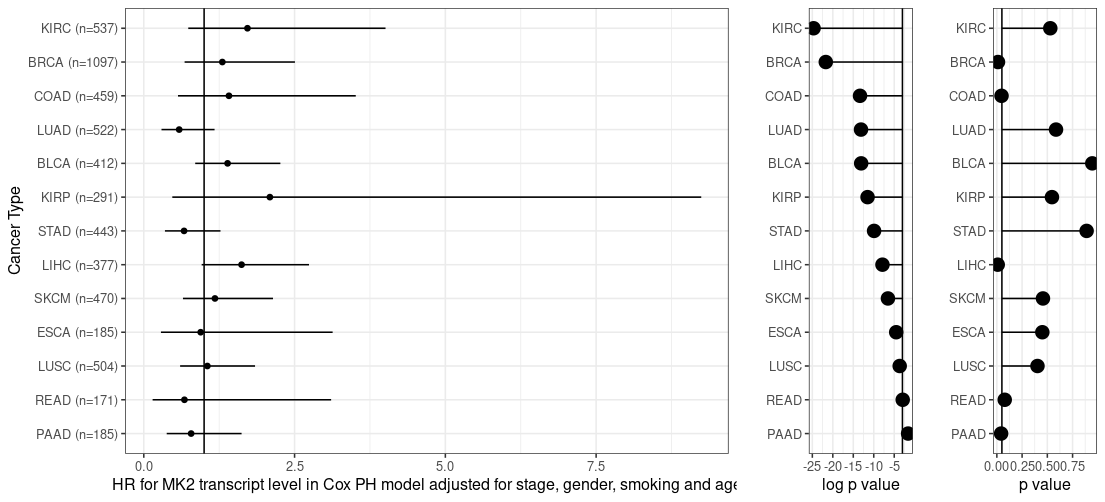 Cancer Type
KIRC (n=537)
BRCA (n=1097)
COAD (n=459)
LUAD (n=522)
BLCA (n=412)
KIRP (n=291)
STAD (n=443)
LIHC (n=377)
SKCM (n=470)
ESCA (n=185)
LUSC (n=504)
READ (n=171)
PAAD (n=185)
0.0 2.5 5.0 7.5
HR for MK2 transcript level in Cox PH model adjusted for stage, gender, smoking and age
KIRC
BRCA
COAD
LUAD
BLCA
KIRP
STAD
LIHC
SKCM
ESCA
LUSC
READ
PAAD
-25 -20 -15 -10 -5
log p value
KIRC
BRCA
COAD
LUAD
BLCA
KIRP
STAD
LIHC
SKCM
ESCA
LUSC
READ
PAAD
0.00 0.25 0.50 0.75
p value